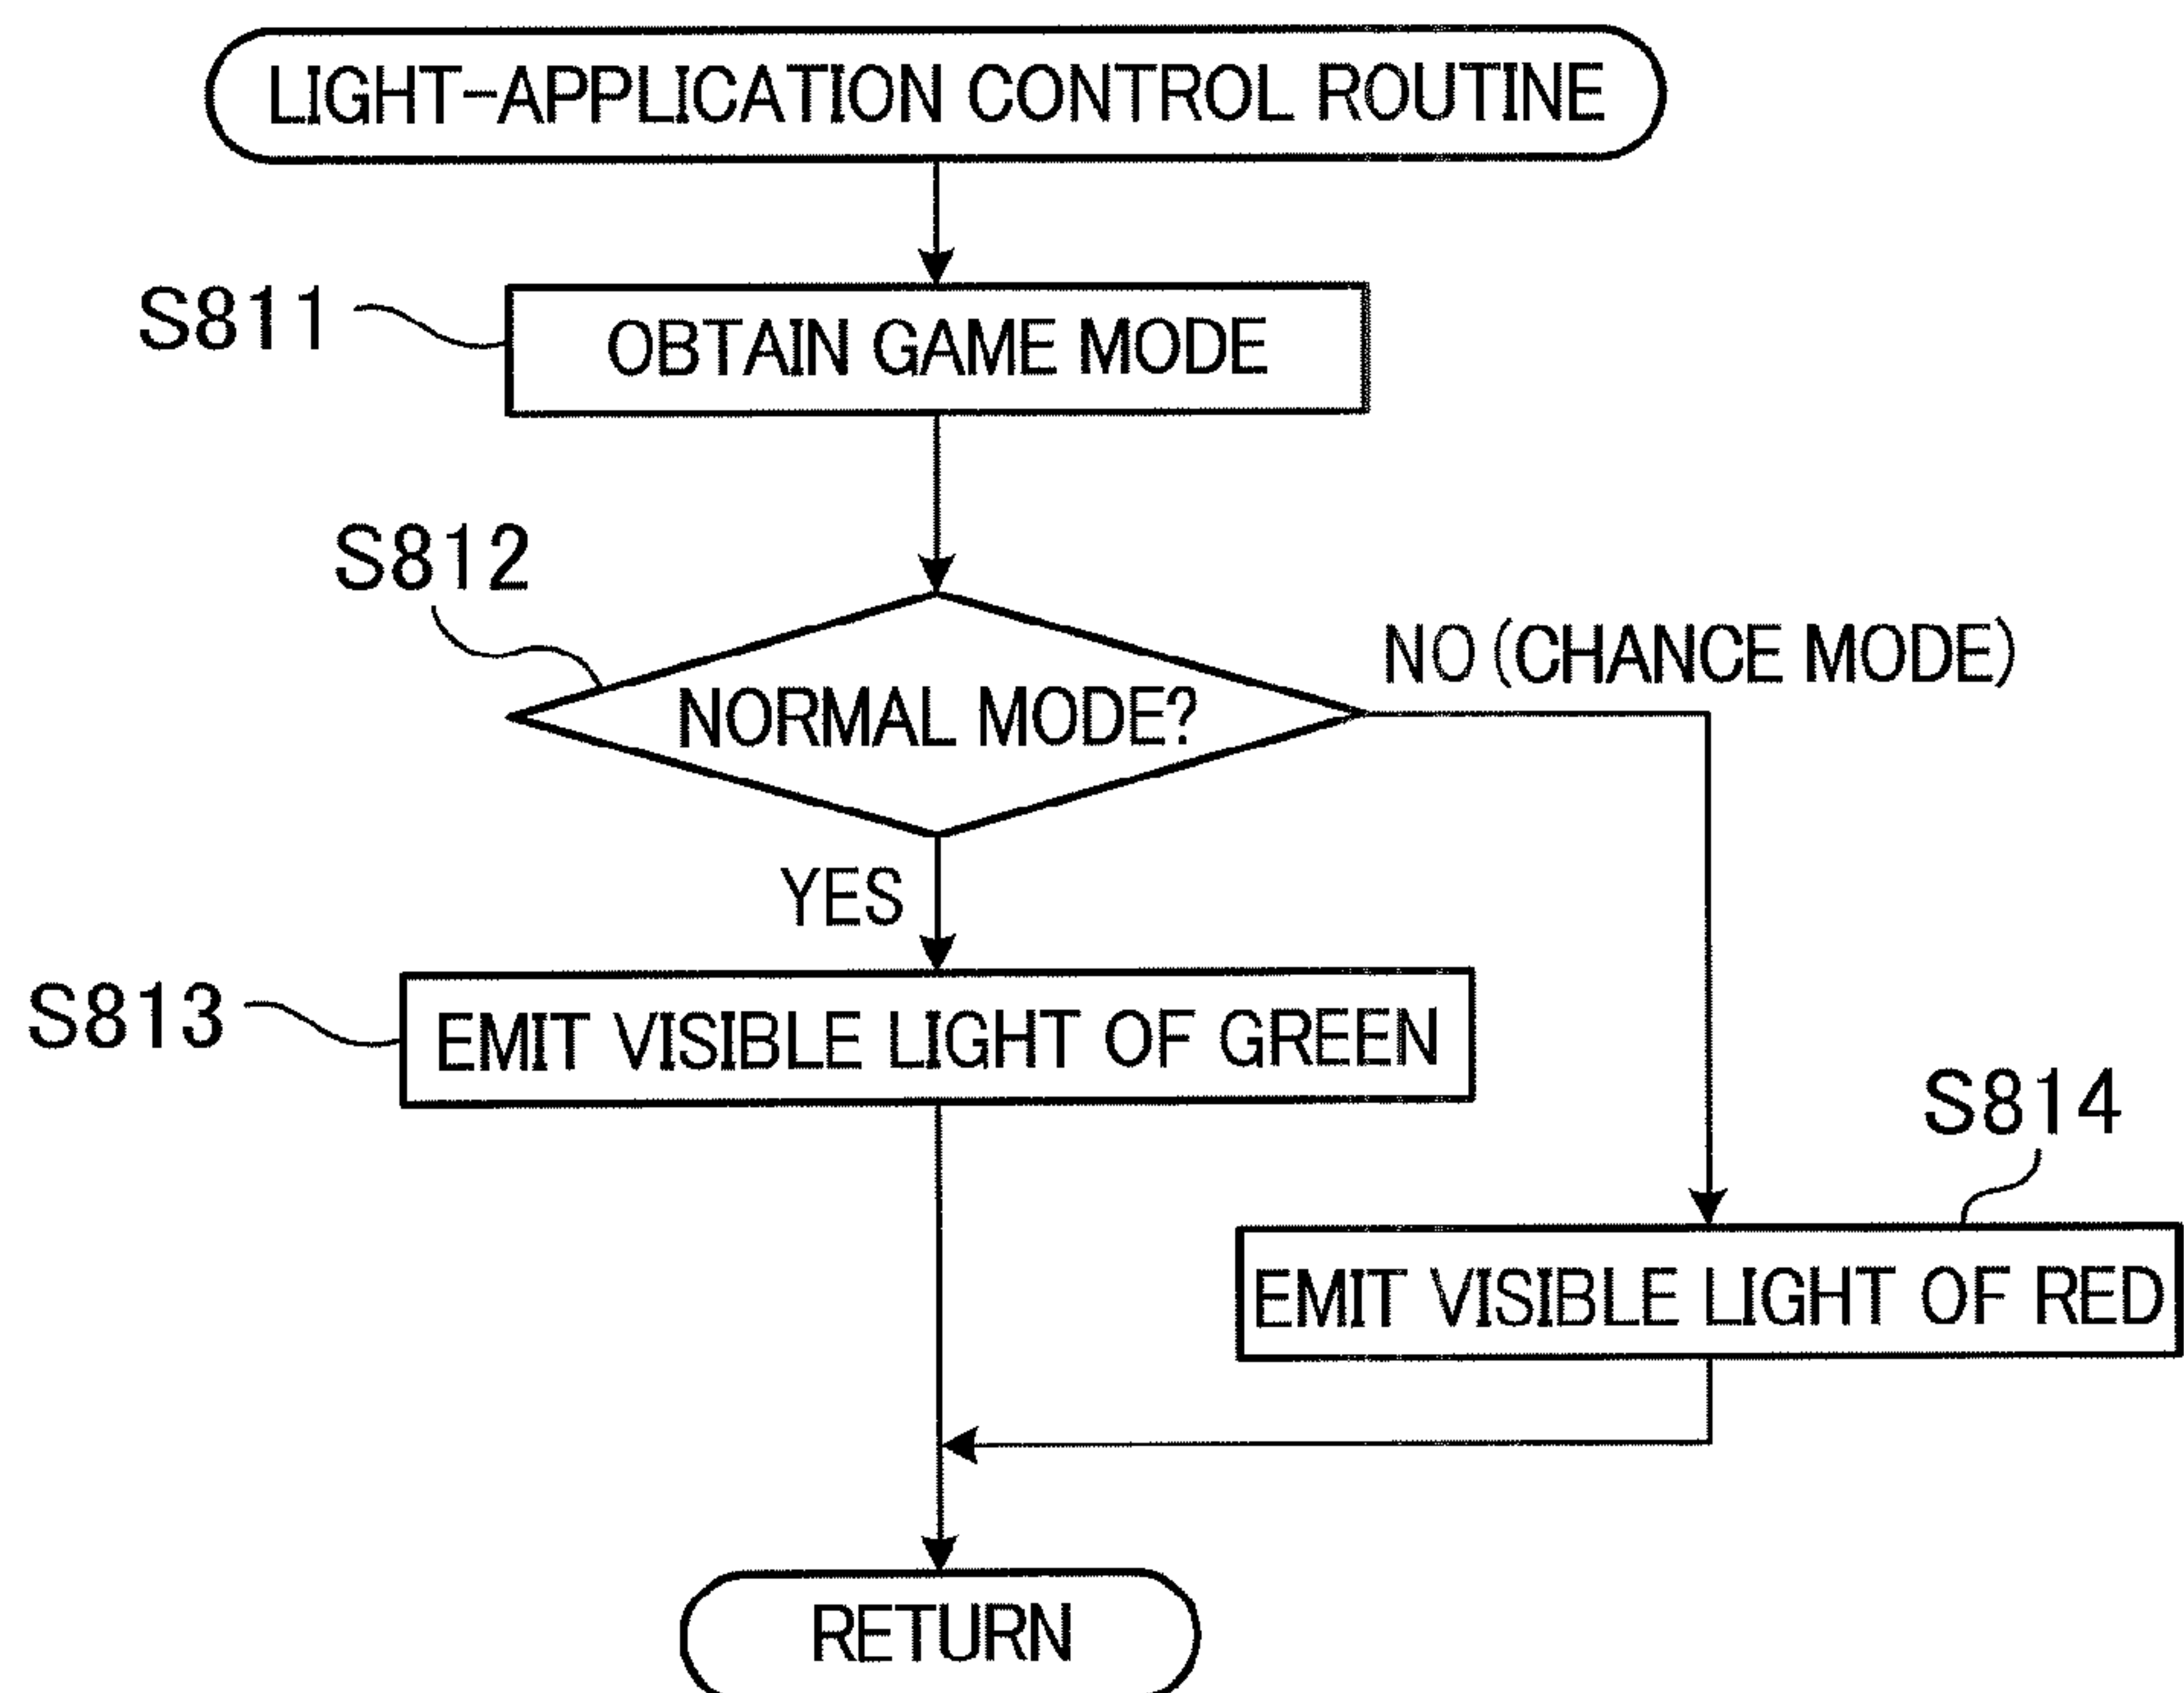 LIGHT-APPLICATION CONTROL ROUTINE
S811
OBTAIN GAME MODE
S812
NORMAL MODE?
NO (CHANCE MODE)
YES
S813
EMIT VISIBLE LIGHT OF GREEN
S814
EMIT VISIBLE LIGHT OF RED
RETURN